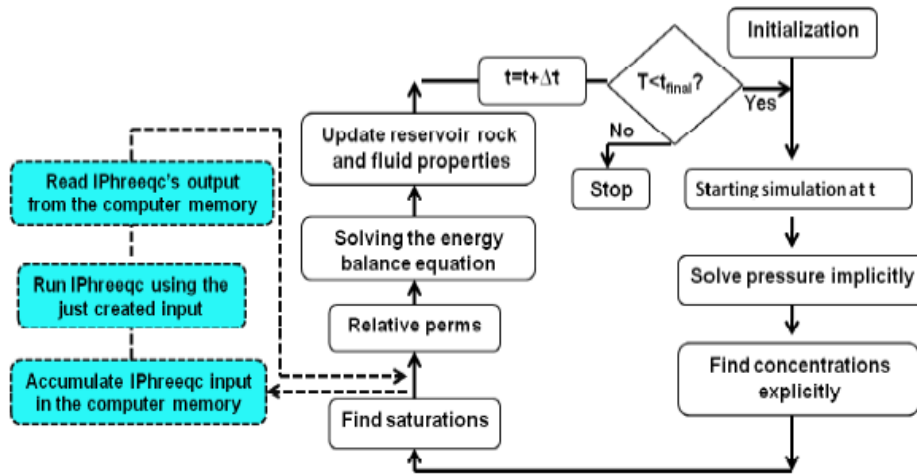 Initialization
t=t+Δt
T<t_final?
Yes
No
Stop
Starting simulation at t
Solve pressure implicitly
Find concentrations
explicitly
Find saturations
Relative perms
Solving the energy
balance equation
Update reservoir rock
and fluid properties
Read IPhreeqc's output
from the computer memory
Run IPhreeqc using the
just created input
Accumulate IPhreeqc input
in the computer memory